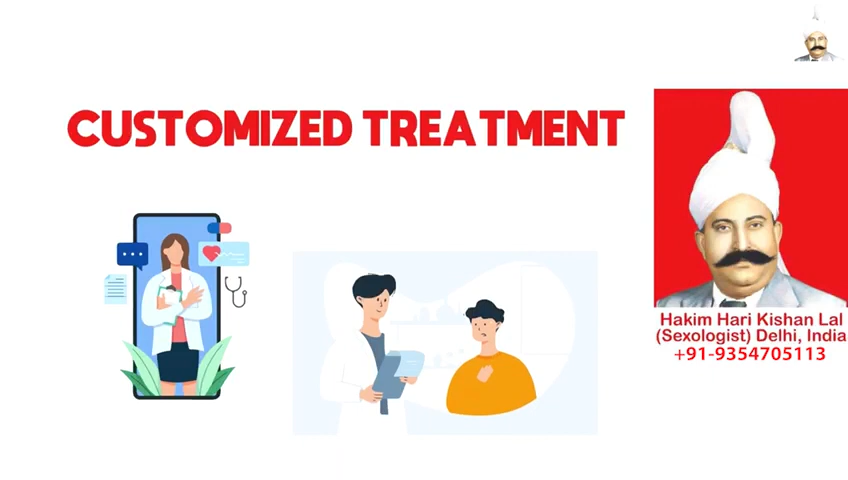 CUSTOMIZED TREATMENT
Hakim Hari Kishan Lal
(Sexologist) Delhi, India
+91-9354705113